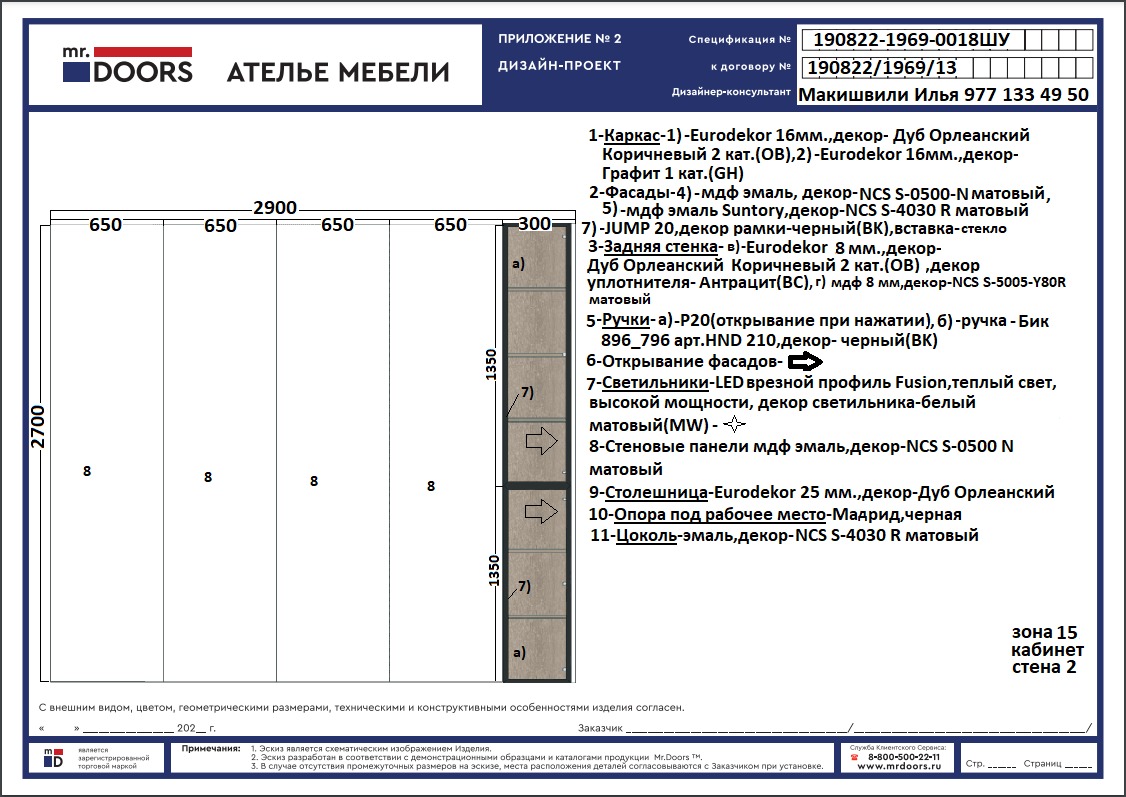 mr.
DOORS
АТЕЛЬЕ МЕБЕЛИ
ПРИЛОЖЕНИЕ № 2
ДИЗАЙН-ПРОЕКТ
Спецификация № 190822-1969-0018ШУ
к договору № 190822/1969/13
Дизайнер-консультант Макишвили Илья 977 133 49 50
1-Каркас-1)-Eurodekor 16мм.,декор- Дуб Орлеанский
Коричневый 2 кат.(OB),2)-Eurodekor 16мм.,декор-
Графит 1 кат.(GH)
2-Фасады-4)-мдф эмаль, декор-NCS S-0500-N матовый,
5)-мдф эмаль Suntory,декор-NCS S-4030 R матовый
7)-JUMP 20,декор рамки-черный(BK),вставка-стекло
3-Задняя стенка- в)-Eurodekor 8 мм.,декор-
Дуб Орлеанский Коричневый 2 кат.(OB) ,декор
уплотнителя- Антрацит(BC), г) мдф 8 мм,декор-NCS S-5005-Y80R
матовый
5-Ручки-а)-P20(открывание при нажатии), б)-ручка - Бик
896_796 арт.HND 210,декор- черный(BK)
6-Открывание фасадов-
7-Светильники-LED врезной профиль Fusion,теплый свет,
высокой мощности, декор светильника-белый
матовый(MW) -
8-Стеновые панели мдф эмаль,декор-NCS S-0500 N
матовый
9-Столешница-Eurodekor 25 мм.,декор-Дуб Орлеанский
10-Опора под рабочее место-Мадрид,черная
11-Цоколь-эмаль,декор-NCS S-4030 R матовый
2900
650
650
650
650
300
а)
1350
7)
2700
8
8
8
8
1350
7)
а)
зона 15
кабинет
стена 2
С внешним видом, цветом, геометрическими размерами, техническими и конструктивными особенностями изделия согласен.
« » ______________ 202__ г.
Заказчик ___________________________________/______________________________________/
m
r
D
является
зарегистрированной
торговой маркой
Примечания:
1. Эскиз является схематическим изображением Изделия.
2. Эскиз разработан в соответствии с демонстрационными образцами и каталогами продукции Mr.Doors ™.
3. В случае отсутствия промежуточных размеров на эскизе, места расположения деталей согласовываются с Заказчиком при установке.
Служба Клиентского Сервиса:
8-800-500-22-11
www.mrdoors.ru
Стр. ______ Страниц ______